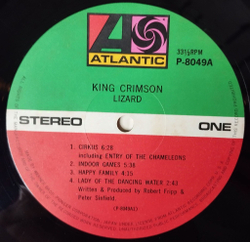 ATLANTIC
33⅓RPM
P-8049A
KING CRIMSON
LIZARD
STEREO
ONE
1. CIRKUS 6:28
including ENTRY OF THE CHAMELEONS
2. INDOOR GAMES 5:38
3. HAPPY FAMILY 4:15
4. LADY OF THE DANCING WATER 2:43
Written & Produced by Robert Fripp &
Peter Sinfield.